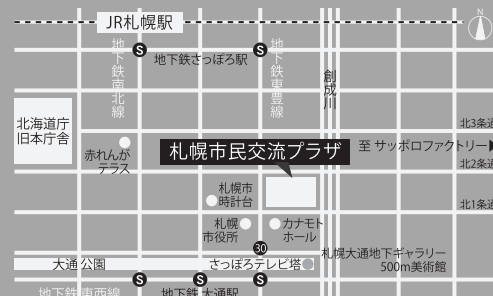 JR札幌駅
N
地下鉄南北線
S
地下鉄さっぽろ駅
S
地下鉄東豊線
創成川
北海道庁
旧本庁舎
赤れんが
テラス
札幌市民交流プラザ
北3条通
至 サッポロファクトリー
北2条通
札幌市
時計台
北1条通
札幌
市役所
カナモト
ホール
30
札幌大通地下ギャラリー
500m美術館
大通公園
さっぽろテレビ塔
S
S
S
地下鉄東西線
地下鉄大通駅